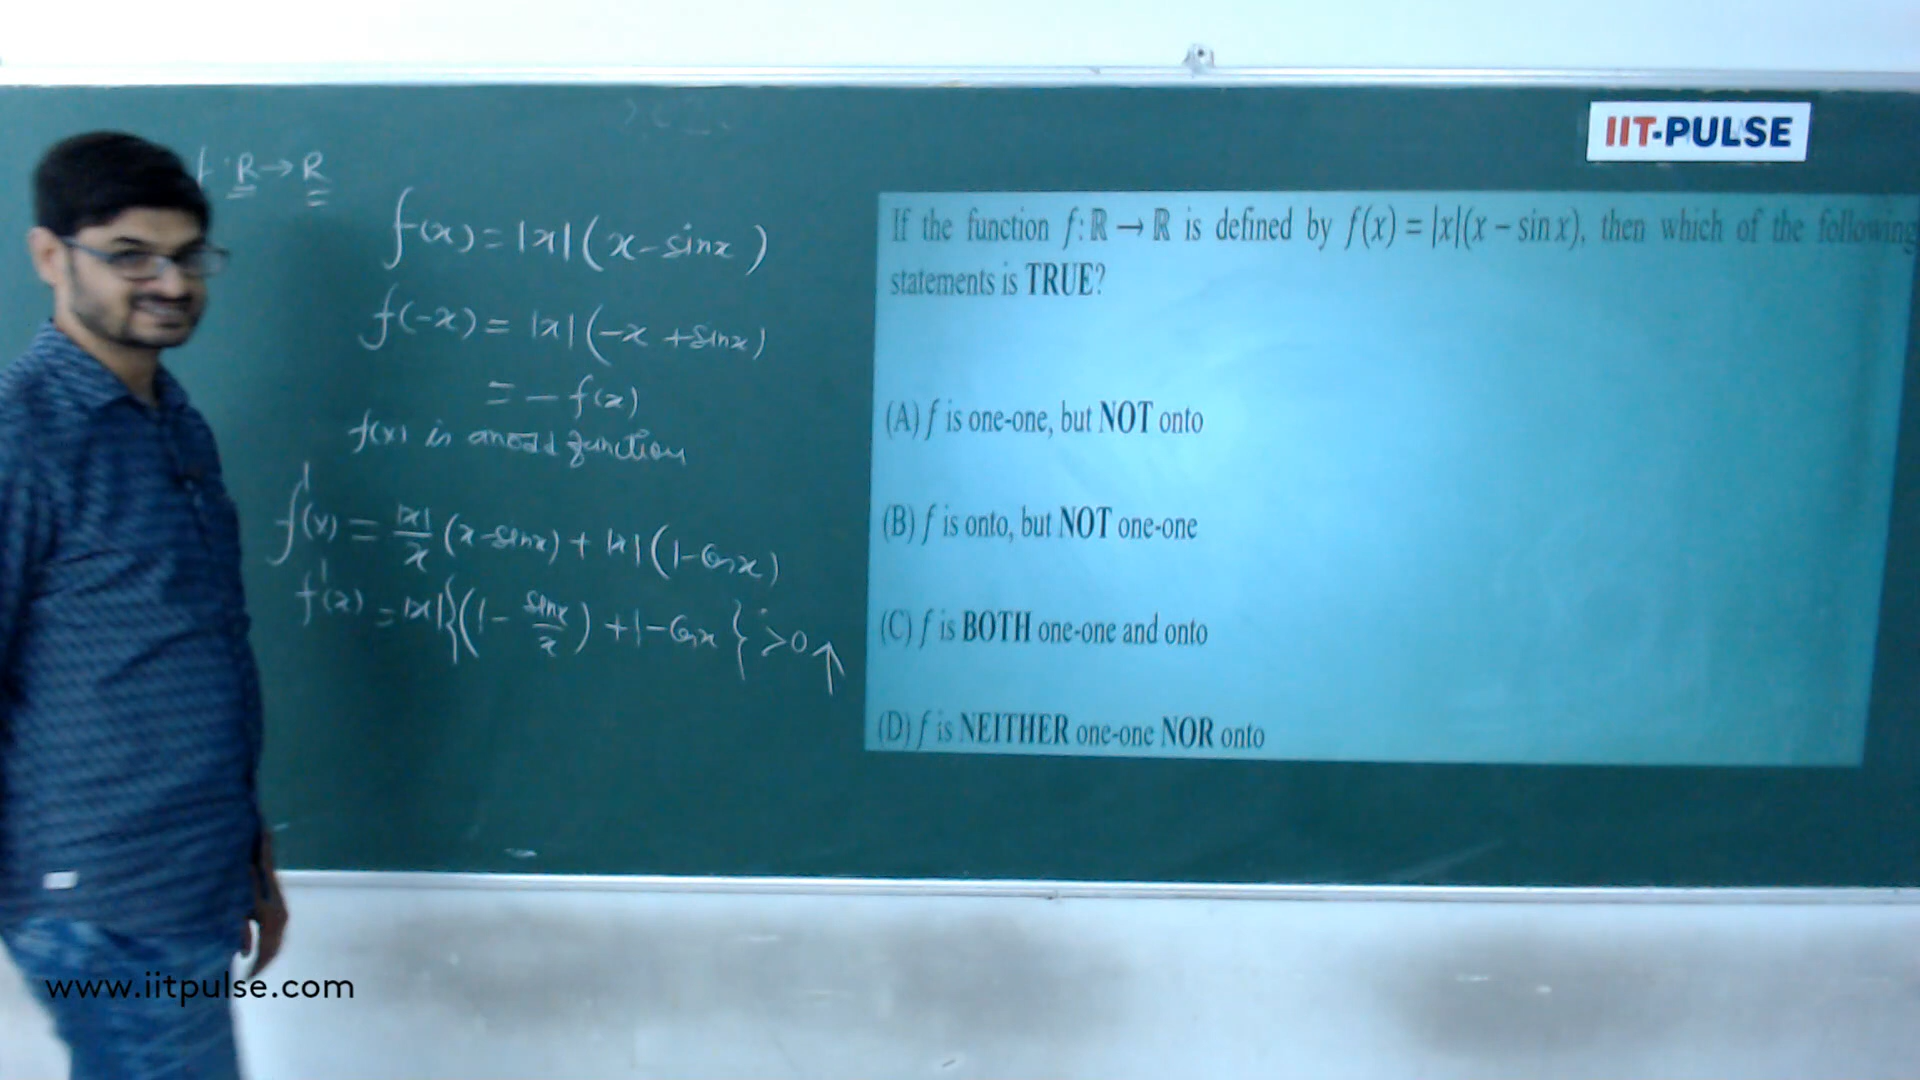 f : R → R
f(x) = |x| (x - sinx)
f(-x) = |x| (-x + sinx)
= - f(x)
f(x) is an odd function
f'(x) = |x|/x (x - sinx) + |x| (1 - cosx)
f'(x) = |x| {(1 - sinx/x) + 1 - cosx} > 0 ↑
IIT-PULSE
If the function f: ℝ → ℝ is defined by f(x) = |x|(x − sin x), then which of the following
statements is TRUE?
(A) f is one-one, but NOT onto
(B) f is onto, but NOT one-one
(C) f is BOTH one-one and onto
(D) f is NEITHER one-one NOR onto
www.iitpulse.com